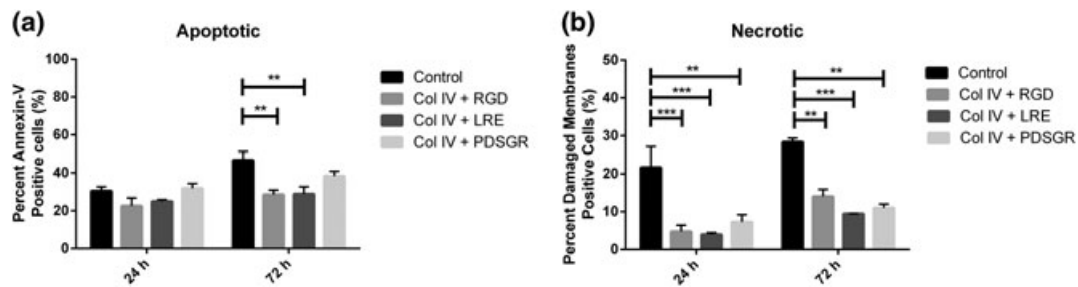 (a)
Apoptotic
Percent Annexin-V
Positive cells (%)
100
80
60
40
20
0
**
**
24 h
72 h
Control
Col IV + RGD
Col IV + LRE
Col IV + PDSGR
(b)
Necrotic
Percent Damaged Membranes
Positive Cells (%)
50
40
30
20
10
0
**
***
***
**
***
**
24 h
72 h
Control
Col IV + RGD
Col IV + LRE
Col IV + PDSGR